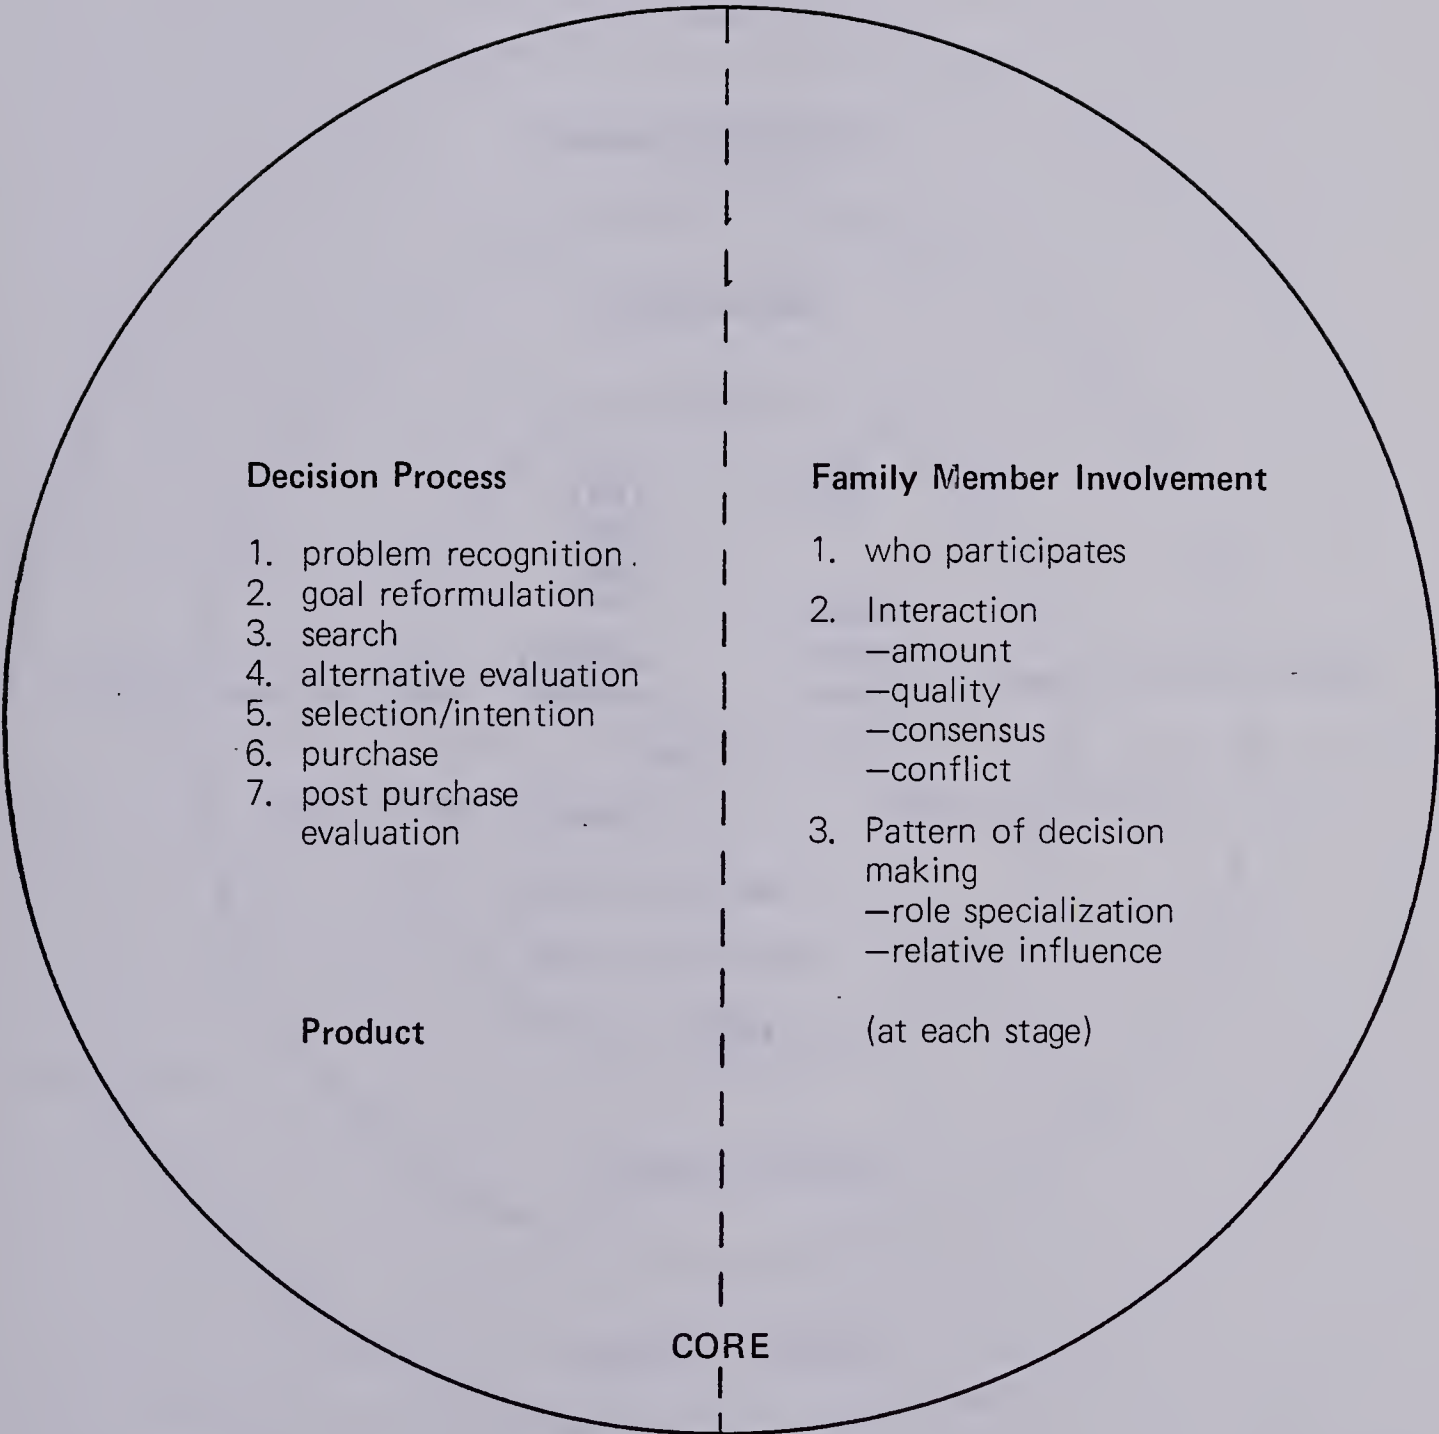 Decision Process
1. problem recognition.
2. goal reformulation
3. search
4. alternative evaluation
5. selection/intention
6. purchase
7. post purchase
evaluation
Product
Family Member Involvement
1. who participates
2. Interaction
—amount
—quality
—consensus
—conflict
3. Pattern of decision
making
—role specialization
—relative influence
(at each stage)
CORE